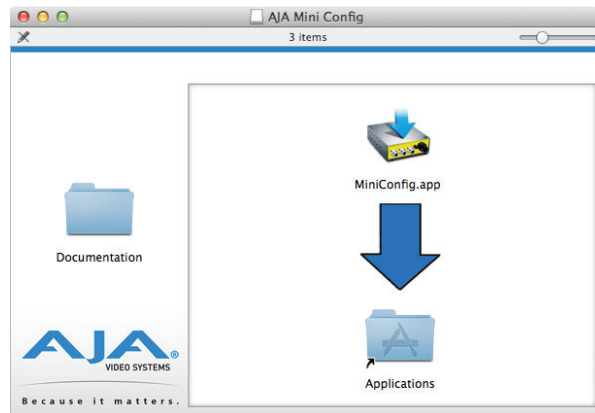 AJA Mini Config
3 items
MiniConfig.app
Documentation
Applications
AJA®
VIDEO SYSTEMS
Because it matters.